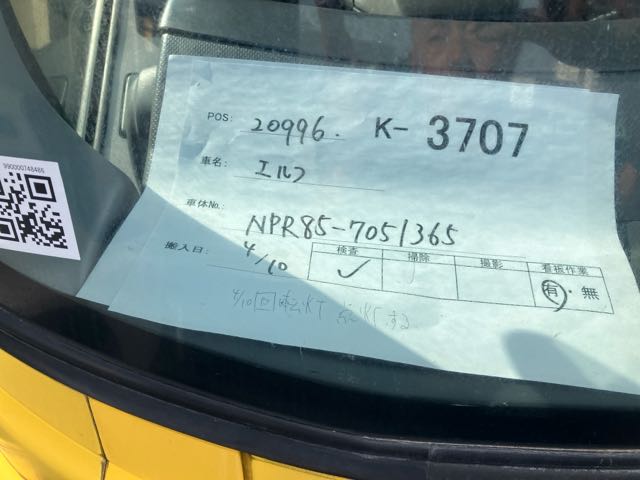 POS: 20996. K-3707
車名: エルフ
車体No.: NPR85-7051365
搬入日: 4/10
検査 掃除 撮影 看板作業
✓ 有・無
4/10 回転灯 点灯する
990000748486